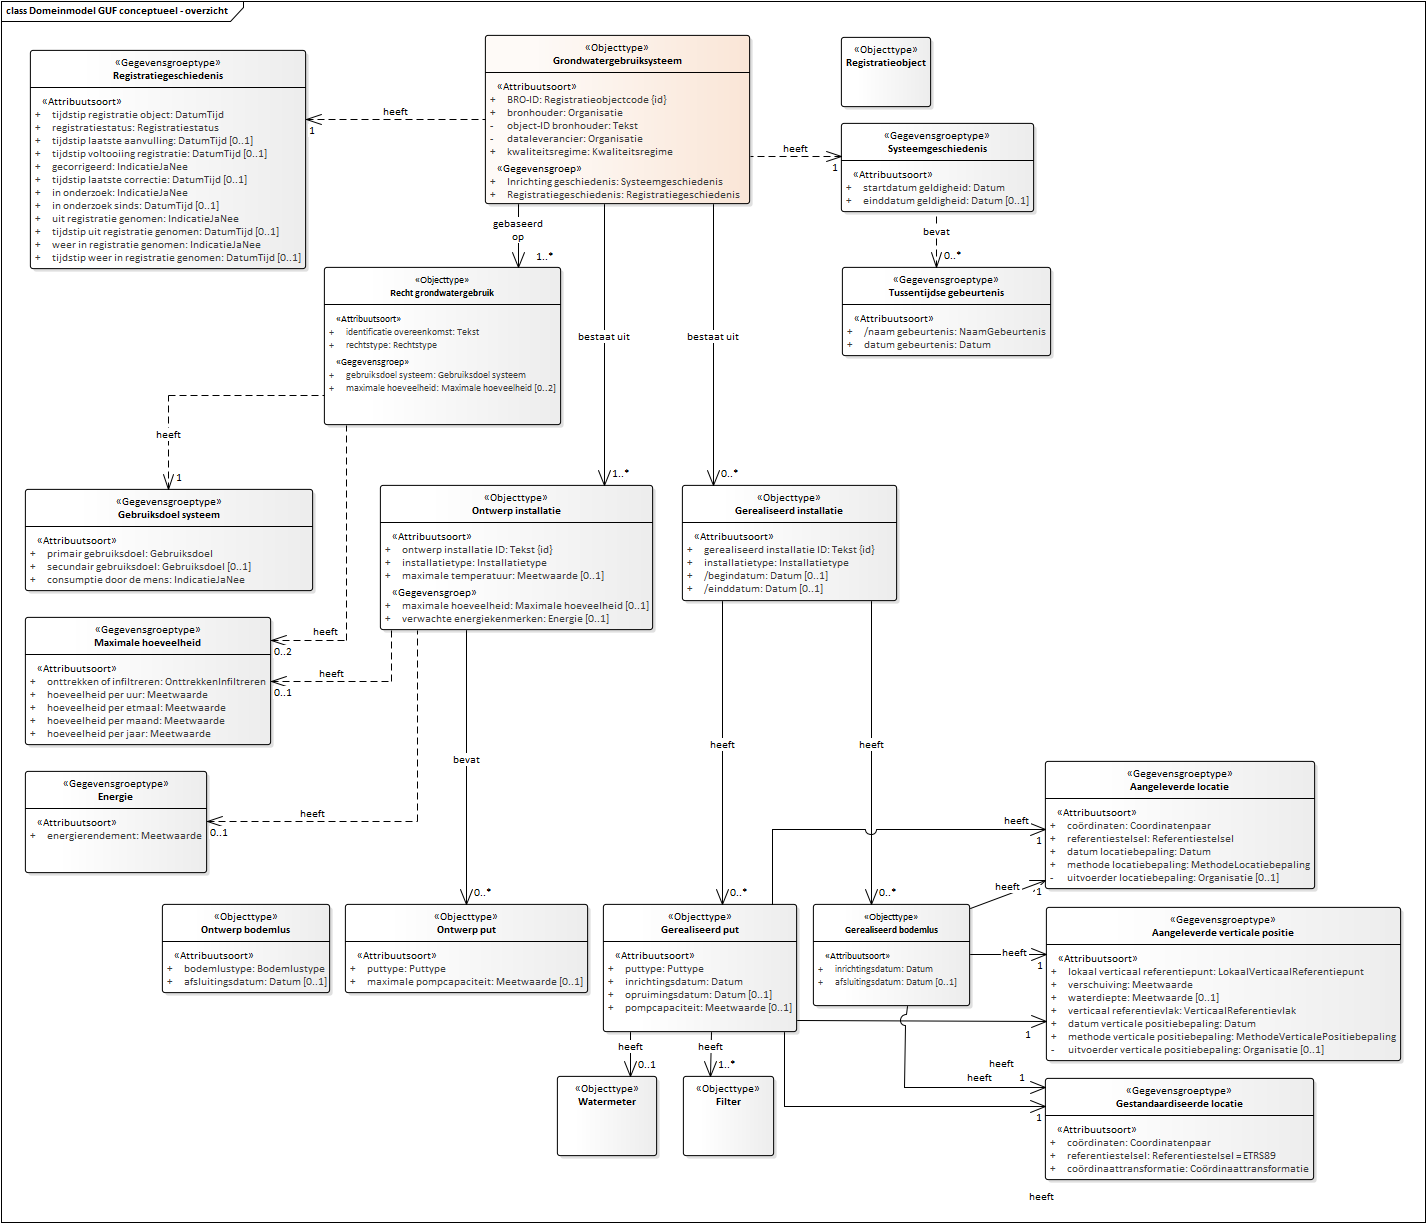 class Domeinmodel GUF conceptueel - overzicht
«Gegevensgroeptype»
Registratiegeschiedenis
«Attribuutsoort»
+ tijdstip registratie object: DatumTijd
+ registratiestatus: Registratiestatus
+ tijdstip laatste aanvulling: DatumTijd [0..1]
+ tijdstip voltooiing registratie: DatumTijd [0..1]
+ gecorrigeerd: IndicatieJaNee
+ tijdstip laatste correctie: DatumTijd [0..1]
+ in onderzoek: IndicatieJaNee
+ in onderzoek sinds: DatumTijd [0..1]
+ uit registratie genomen: IndicatieJaNee
+ tijdstip uit registratie genomen: DatumTijd [0..1]
+ weer in registratie genomen: IndicatieJaNee
+ tijdstip weer in registratie genomen: DatumTijd [0..1]
heeft
1
«Objecttype»
Grondwatergebruiksysteem
«Attribuutsoort»
+ BRO-ID: Registratieobjectcode {id}
+ bronhouder: Organisatie
- object-ID bronhouder: Tekst
- dataleverancier: Organisatie
+ kwaliteitsregime: Kwaliteitsregime
«Gegevensgroep»
+ Inrichting geschiedenis: Systeemgeschiedenis
+ Registratiegeschiedenis: Registratiegeschiedenis
«Objecttype»
Registratieobject
heeft
1
«Gegevensgroeptype»
Systeemgeschiedenis
«Attribuutsoort»
+ startdatum geldigheid: Datum
+ einddatum geldigheid: Datum [0..1]
bevat
0..*
«Gegevensgroeptype»
Tussentijdse gebeurtenis
«Attribuutsoort»
+ /naam gebeurtenis: NaamGebeurtenis
+ datum gebeurtenis: Datum
gebaseerd
op
1..*
«Objecttype»
Recht grondwatergebruik
«Attribuutsoort»
+ identificatie overeenkomst: Tekst
+ rechtstype: Rechtstype
«Gegevensgroep»
+ gebruiksdoel systeem: Gebruiksdoel systeem
+ maximale hoeveelheid: Maximale hoeveelheid [0..2]
bestaat uit
1..*
bestaat uit
0..*
heeft
1
«Gegevensgroeptype»
Gebruiksdoel systeem
«Attribuutsoort»
+ primair gebruiksdoel: Gebruiksdoel
+ secundair gebruiksdoel: Gebruiksdoel [0..1]
+ consumptie door de mens: IndicatieJaNee
«Objecttype»
Ontwerp installatie
«Attribuutsoort»
+ ontwerp installatie ID: Tekst {id}
+ installatietype: Installatietype
+ maximale temperatuur: Meetwaarde [0..1]
«Gegevensgroep»
+ maximale hoeveelheid: Maximale hoeveelheid [0..1]
+ verwachte energiekenmerken: Energie [0..1]
«Objecttype»
Gerealiseerd installatie
«Attribuutsoort»
+ gerealiseerd installatie ID: Tekst {id}
+ installatietype: Installatietype
+ /begindatum: Datum [0..1]
+ /einddatum: Datum [0..1]
«Gegevensgroeptype»
Maximale hoeveelheid
«Attribuutsoort»
+ onttrekken of infiltreren: OnttrekkenInfiltreren
+ hoeveelheid per uur: Meetwaarde
+ hoeveelheid per etmaal: Meetwaarde
+ hoeveelheid per maand: Meetwaarde
+ hoeveelheid per jaar: Meetwaarde
heeft
0..2
heeft
0..1
«Gegevensgroeptype»
Energie
«Attribuutsoort»
+ energierendement: Meetwaarde
heeft
0..1
bevat
0..*
heeft
0..*
heeft
0..*
«Objecttype»
Ontwerp bodemlus
«Attribuutsoort»
+ bodemlustype: Bodemlustype
+ afsluitingsdatum: Datum [0..1]
«Objecttype»
Ontwerp put
«Attribuutsoort»
+ puttype: Puttype
+ maximale pompcapaciteit: Meetwaarde [0..1]
«Objecttype»
Gerealiseerd put
«Attribuutsoort»
+ puttype: Puttype
+ inrichtingsdatum: Datum
+ opruimingsdatum: Datum [0..1]
+ pompcapaciteit: Meetwaarde [0..1]
«Objecttype»
Gerealiseerd bodemlus
«Attribuutsoort»
+ inrichtingsdatum: Datum
+ afsluitingsdatum: Datum [0..1]
heeft
1
heeft
1
«Gegevensgroeptype»
Aangeleverde locatie
«Attribuutsoort»
+ coördinaten: Coordinatenpaar
+ referentiestelsel: Referentiestelsel
+ datum locatiebepaling: Datum
+ methode locatiebepaling: MethodeLocatiebepaling
- uitvoerder locatiebepaling: Organisatie [0..1]
heeft
1
1
«Gegevensgroeptype»
Aangeleverde verticale positie
«Attribuutsoort»
+ lokaal verticaal referentiepunt: LokaalVerticaalReferentiepunt
+ verschuiving: Meetwaarde
+ waterdiepte: Meetwaarde [0..1]
+ verticaal referentievlak: VerticaalReferentievlak
+ datum verticale positiebepaling: Datum
+ methode verticale positiebepaling: MethodeVerticalePositiebepaling
- uitvoerder verticale positiebepaling: Organisatie [0..1]
heeft
0..1
heeft
1..*
«Objecttype»
Watermeter
«Objecttype»
Filter
heeft
heeft
1
1
«Gegevensgroeptype»
Gestandaardiseerde locatie
«Attribuutsoort»
+ coördinaten: Coordinatenpaar
+ referentiestelsel: Referentiestelsel = ETRS89
+ coördinaattransformatie: Coördinaattransformatie
heeft